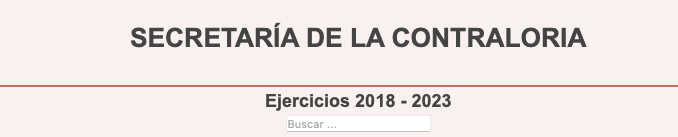 SECRETARÍA DE LA CONTRALORIA
Ejercicios 2018 - 2023
Buscar ...